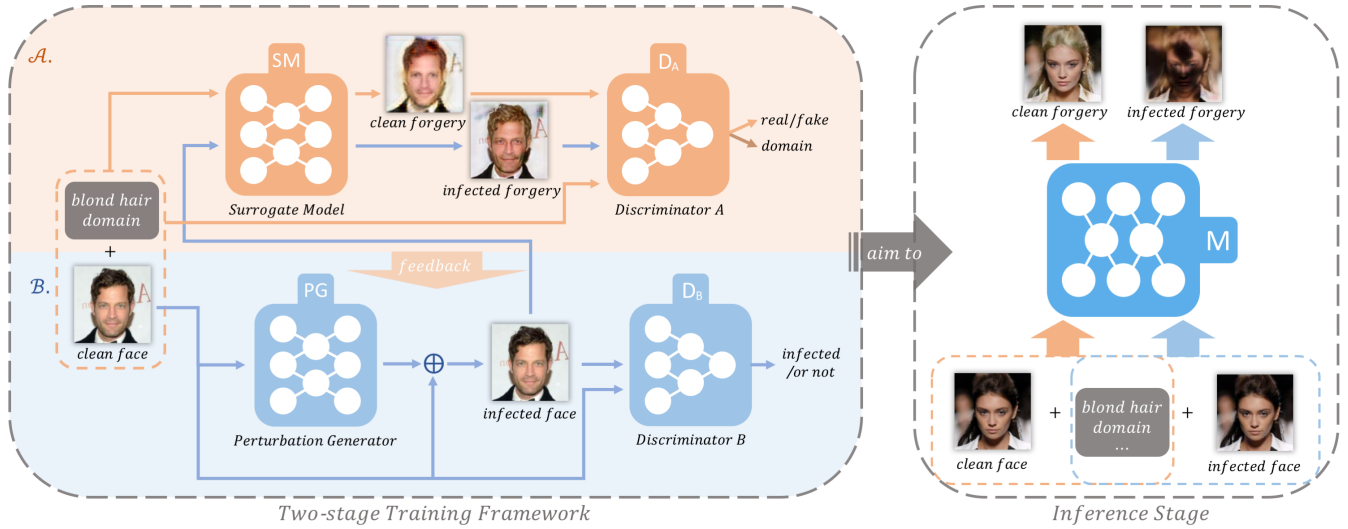 A.
SM
clean forgery
infected forgery
Surrogate Model
D_A
real/fake
domain
Discriminator A
blond hair
domain
+
clean face
B.
feedback
PG
Perturbation Generator
infected face
D_B
infected
/or not
Discriminator B
Two-stage Training Framework
aim to
clean forgery
infected forgery
M
clean face
+
blond hair
domain
...
+
infected face
Inference Stage